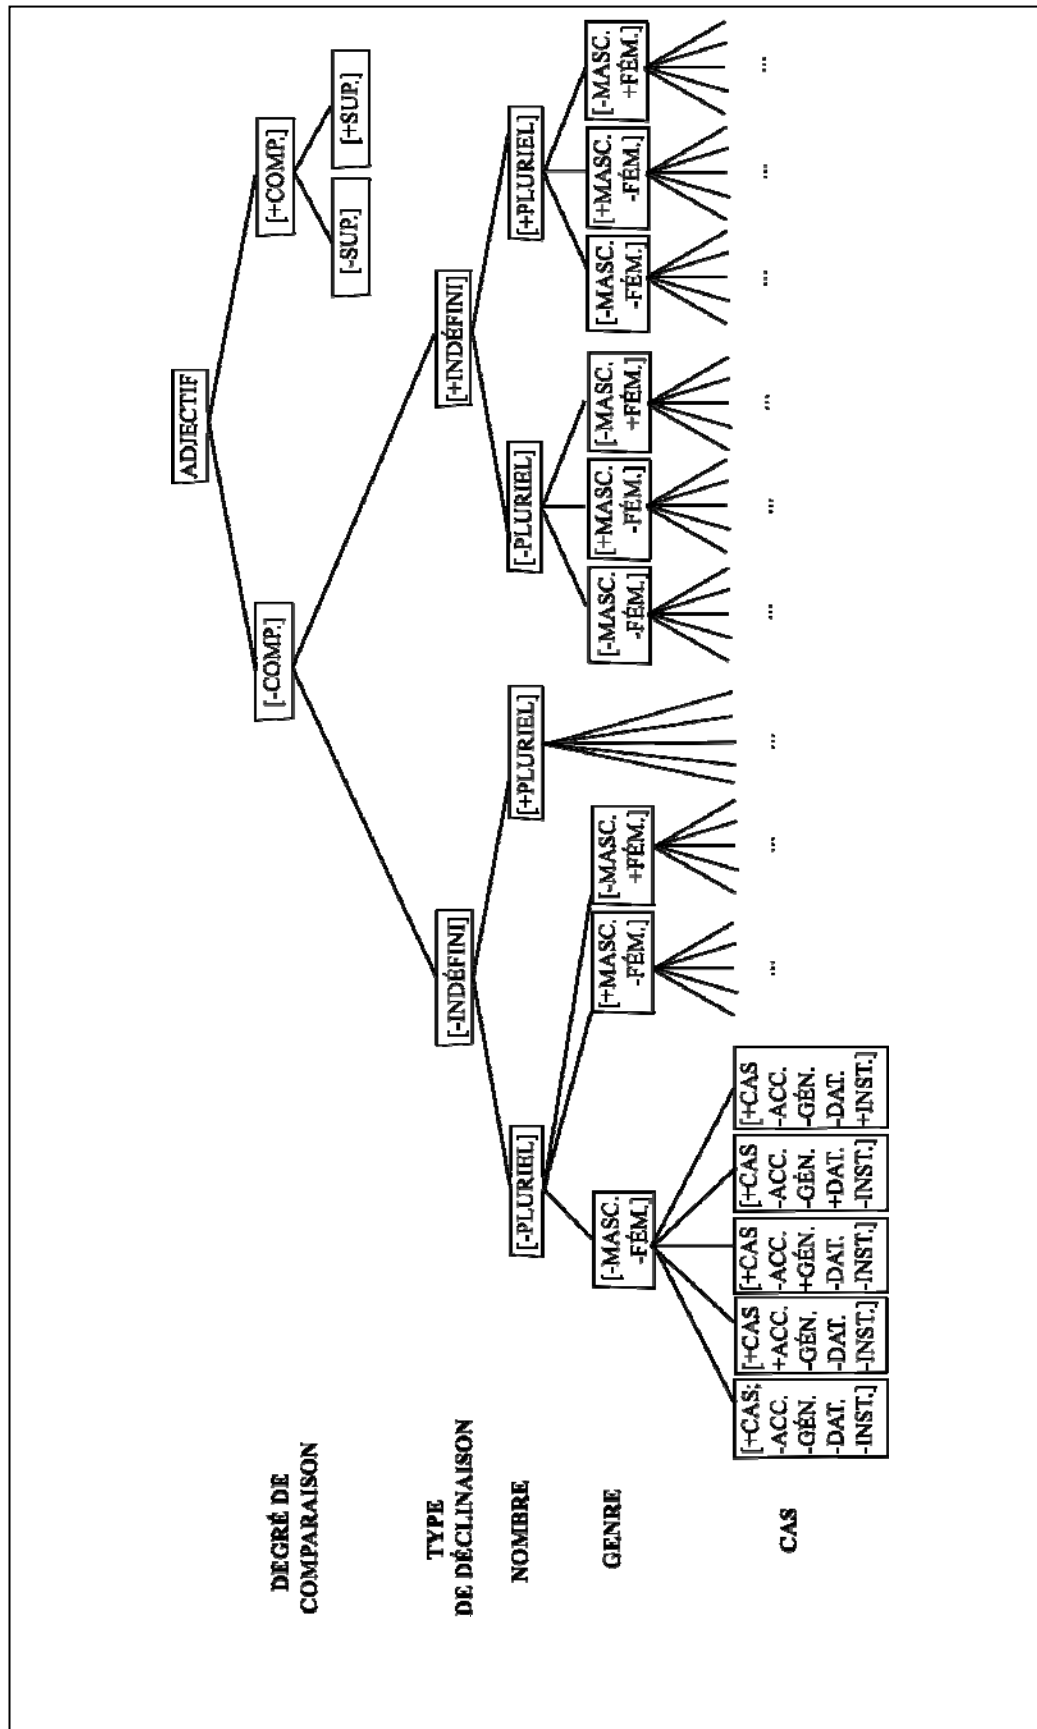 ADJECTIF
DEGRÉ DE
COMPARAISON
[-COMP.]
[+COMP.]
[-SUP.]
[+SUP.]
TYPE
DE DÉCLINAISON
[-INDÉFINI]
[+INDÉFINI]
NOMBRE
[-PLURIEL]
[+PLURIEL]
[-PLURIEL]
[+PLURIEL]
GENRE
[-MASC.
-FÉM.]
[+MASC.
-FÉM.]
[-MASC.
+FÉM.]
[-MASC.
-FÉM.]
[+MASC.
-FÉM.]
[-MASC.
+FÉM.]
[-MASC.
-FÉM.]
[+MASC.
-FÉM.]
[-MASC.
+FÉM.]
CAS
[+CAS;
-ACC.
-GÉN.
-DAT.
-INST.]
[+CAS
+ACC.
-GÉN.
-DAT.
-INST.]
[+CAS
-ACC.
+GÉN.
-DAT.
-INST.]
[+CAS
-ACC.
-GÉN.
+DAT.
-INST.]
[+CAS
-ACC.
-GÉN.
-DAT.
+INST.]
...
...
...
...
...
...
...
...
...